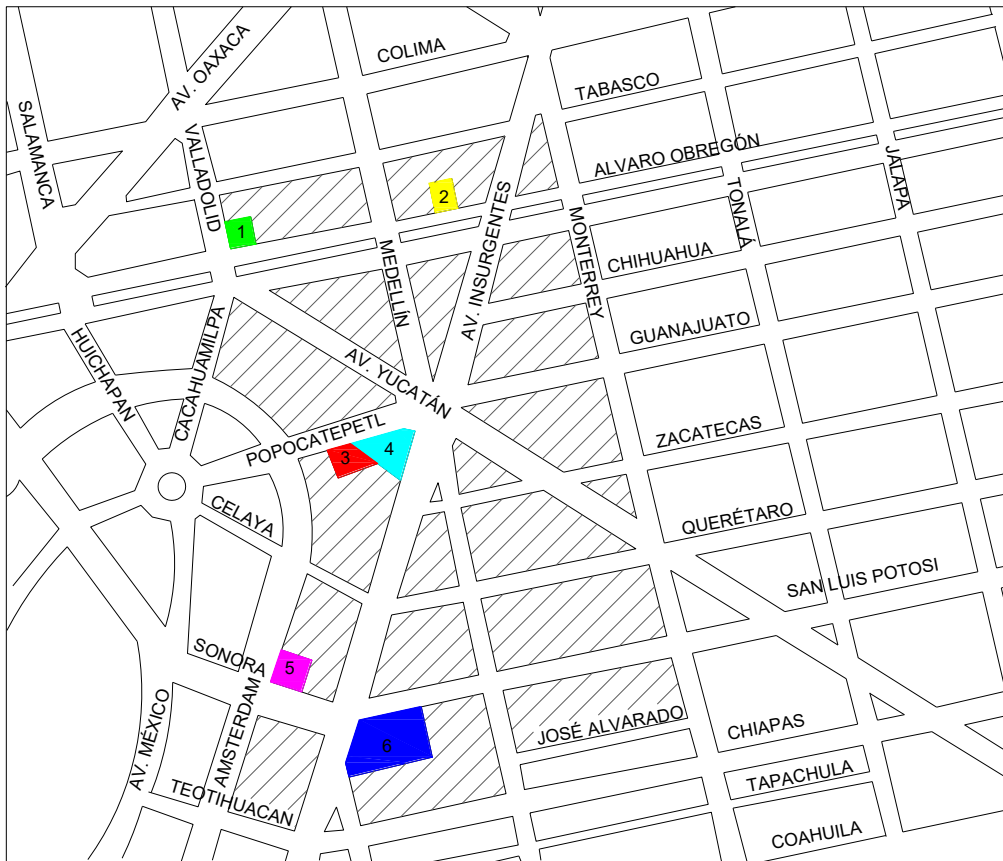 COLIMA
AV. OAXACA
TABASCO
SALAMANCA
VALLADOLID
ALVARO OBREGÓN
JALAPA
TONALÁ
2
1
AV. INSURGENTES
MONTERREY
MEDELLÍN
CHIHUAHUA
CACAHUAMILPA
GUANAJUATO
HUICHAPAN
AV. YUCATÁN
POPOCATEPETL
ZACATECAS
3
4
CELAYA
QUERÉTARO
SAN LUIS POTOSI
SONORA
5
AV. MÉXICO
AMSTERDAM
JOSÉ ALVARADO
CHIAPAS
6
TEOTIHUACAN
TAPACHULA
COAHUILA